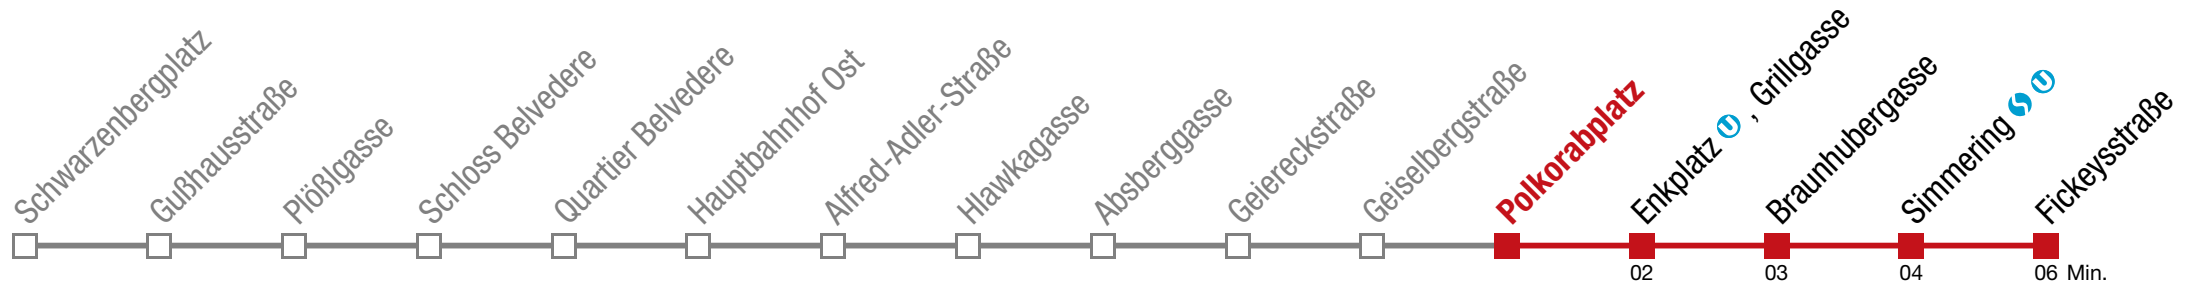 Schwarzenbergplatz
Gußhausstraße
Plößlgasse
Schloss Belvedere
Quartier Belvedere
Hauptbahnhof Ost
Alfred-Adler-Straße
Hlawkagasse
Absberggasse
Geiereckstraße
Geiselbergstraße
Polkorabplatz
Enkplatz U , Grillgasse
Braunhubergasse
Simmering S U
Fickeysstraße
02 03 04 06 Min.